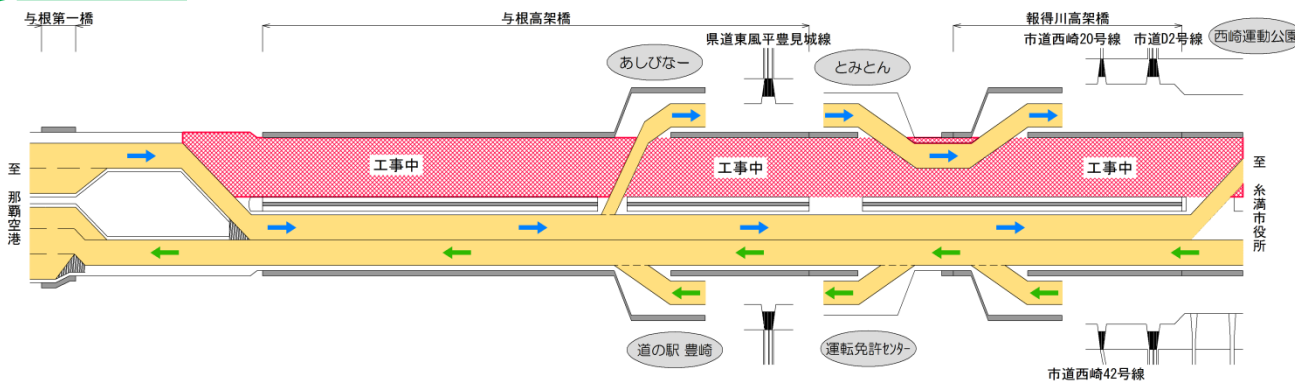 与根第一橋
与根高架橋
報得川高架橋
県道東風平豊見城線
市道西崎20号線
市道D2号線
西崎運動公園
あしびなー
とみとん
工事中
工事中
工事中
至 那覇空港
至 糸満市役所
道の駅 豊崎
運転免許センター
市道西崎42号線